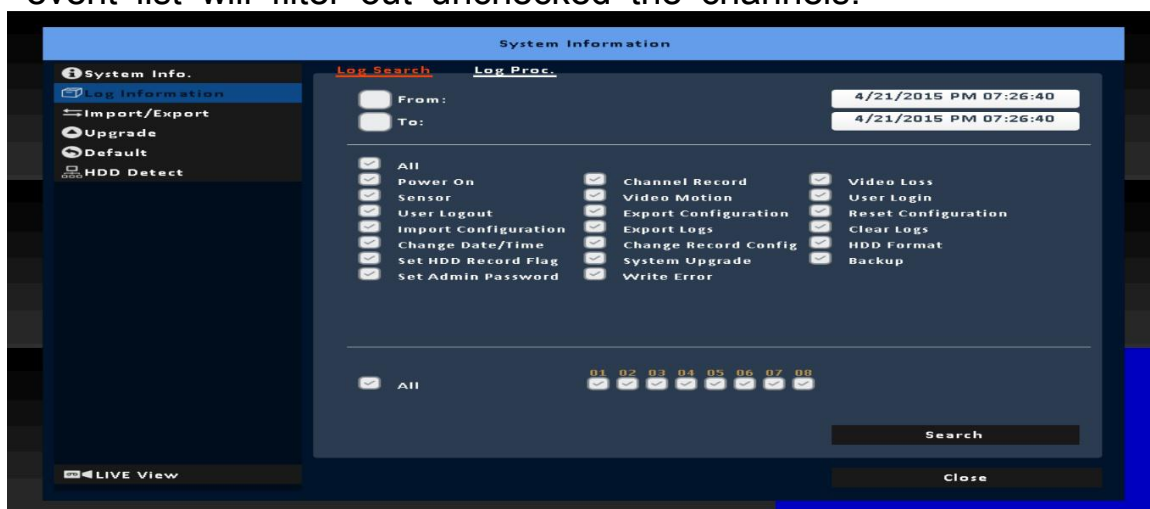 event list will filter out unchecked the channels.
System Information
System Info.
Log Information
Import/Export
Upgrade
Default
HDD Detect
LIVE View
Log Search Log Proc.
From: 4/21/2015 PM 07:26:40
To: 4/21/2015 PM 07:26:40
All
Power On Channel Record Video Loss
Sensor Video Motion User Login
User Logout Export Configuration Reset Configuration
Import Configuration Export Logs Clear Logs
Change Date/Time Change Record Config HDD Format
Set HDD Record Flag System Upgrade Backup
Set Admin Password Write Error
01 02 03 04 05 06 07 08
All
Search
Close